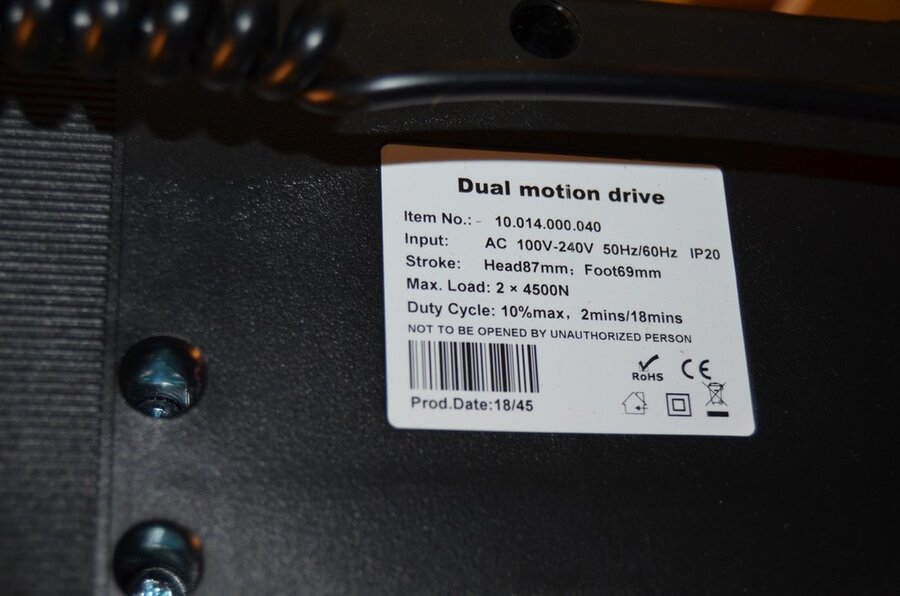 Dual motion drive
Item No.:- 10.014.000.040
Input: AC 100V-240V 50Hz/60Hz IP20
Stroke: Head87mm; Foot69mm
Max. Load: 2 × 4500N
Duty Cycle: 10%max, 2mins/18mins
NOT TO BE OPENED BY UNAUTHORIZED PERSON
RoHS CE
Prod.Date:18/45